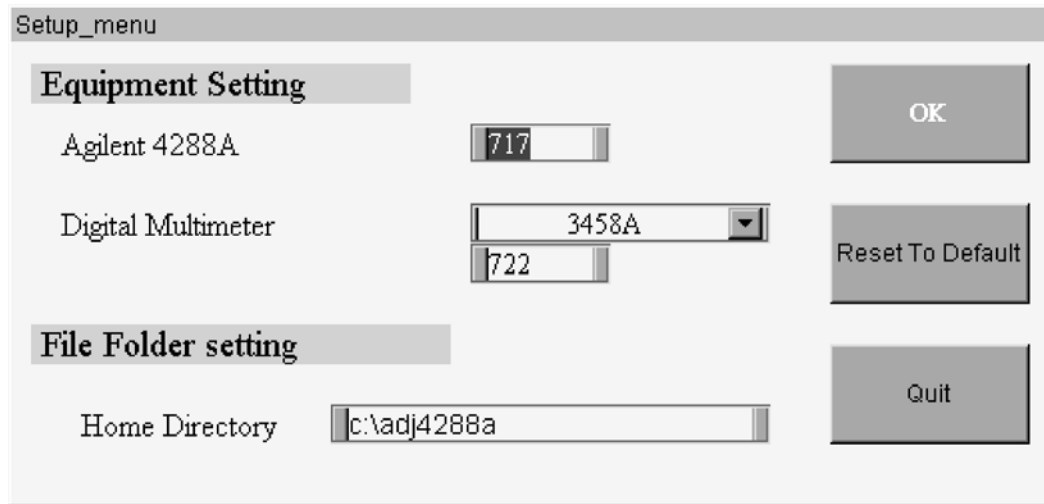 Setup_menu
Equipment Setting
OK
Agilent 4288A 717
Digital Multimeter 3458A
722
Reset To Default
File Folder setting
Quit
Home Directory c:\adj4288a